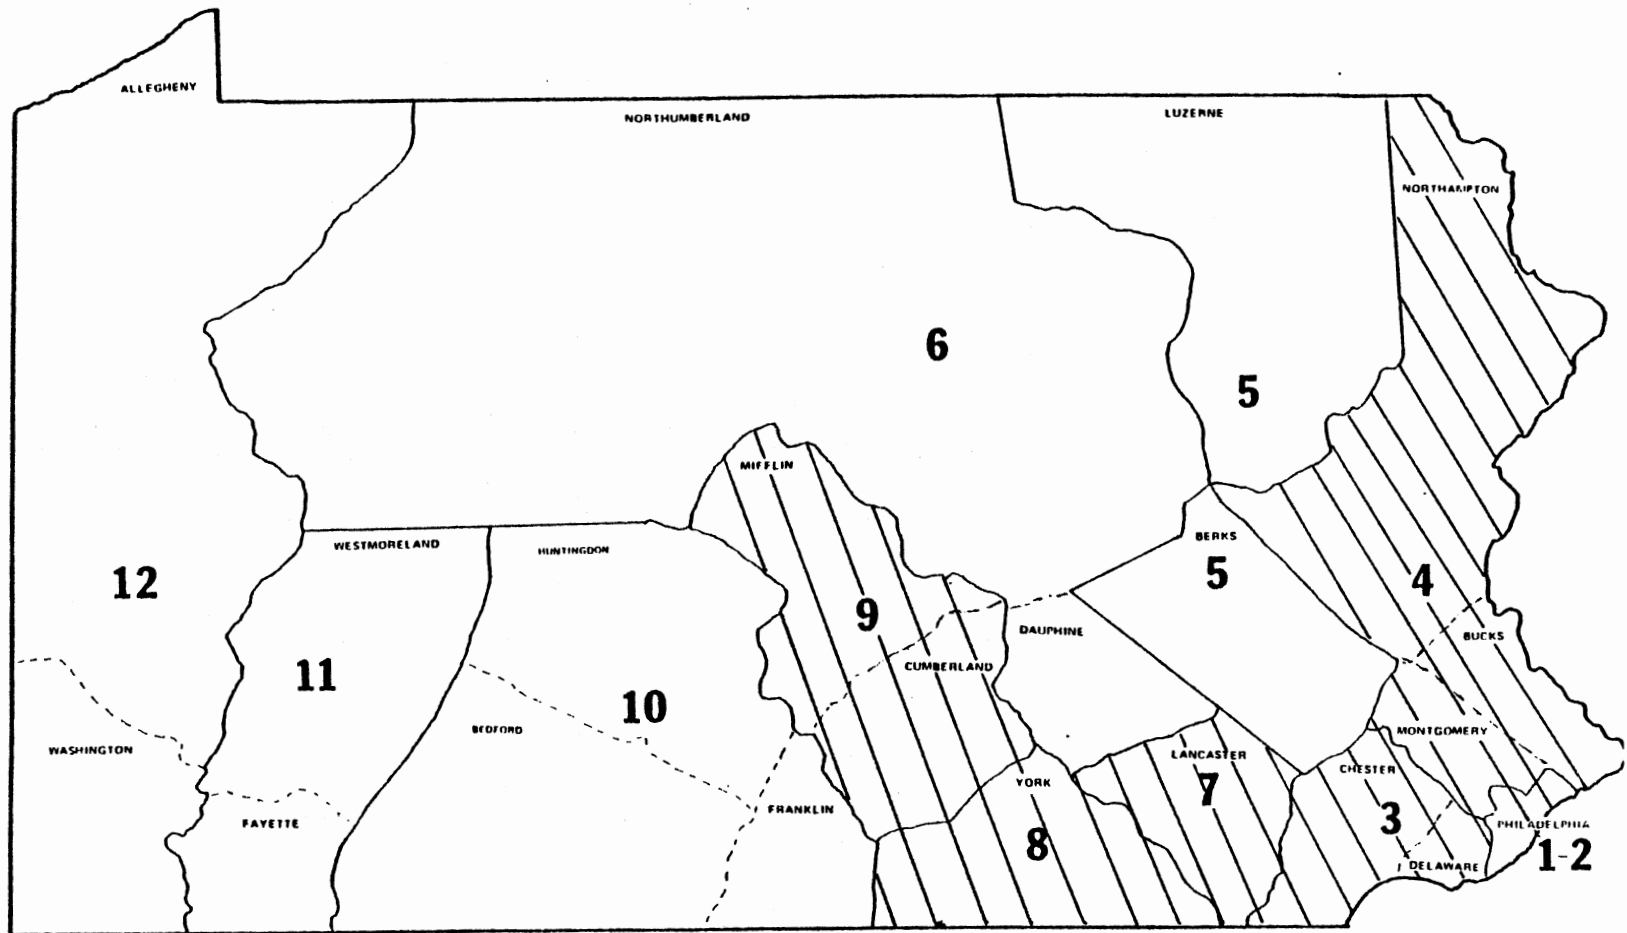 ALLEGHENY
NORTHUMBERLAND
LUZERNE
NORTHAMPTON
6
5
MIFFLIN
BERKS
WESTMORELAND
HUNTINGDON
12
5
4
9
DAUPHINE
BUCKS
CUMBERLAND
11
10
BEDFORD
MONTGOMERY
WASHINGTON
LANCASTER
CHESTER
YORK
7
FRANKLIN
FAYETTE
3
PHILADELPHIA
8
1-2
DELAWARE